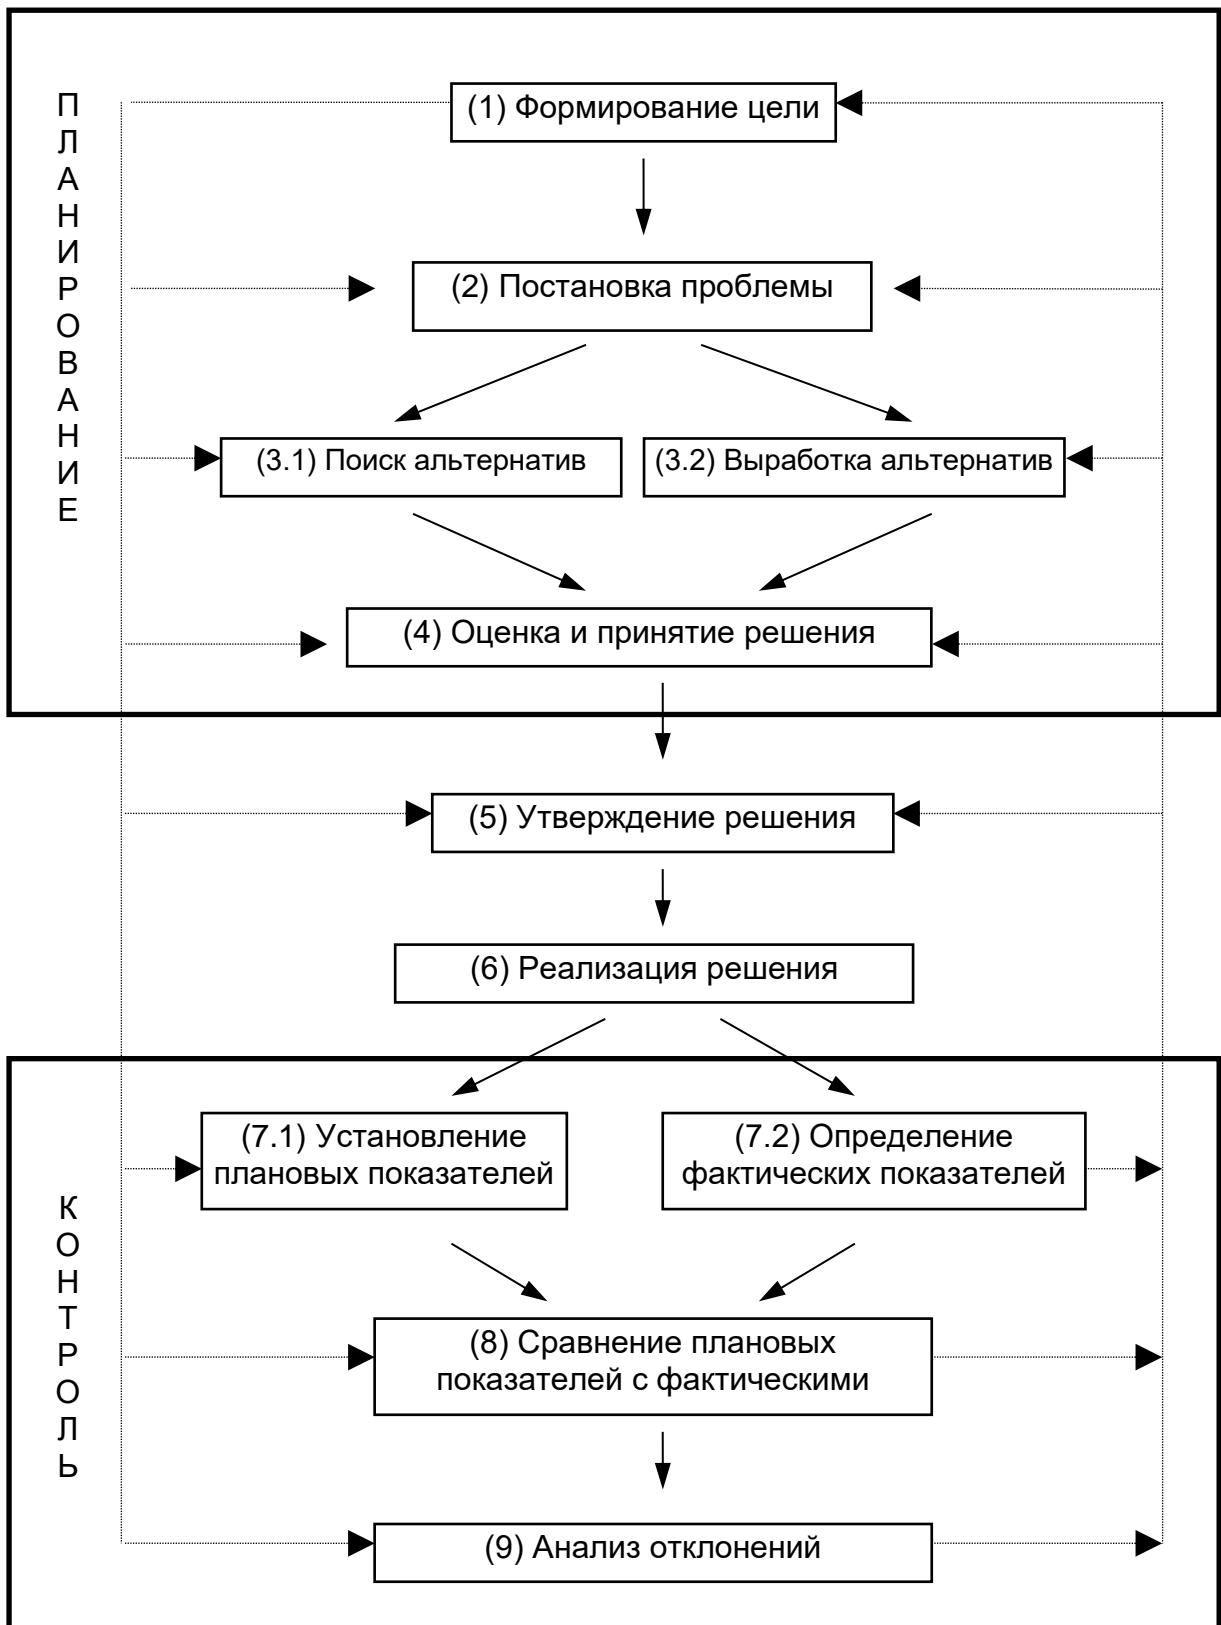 ПЛАНИРОВАНИЕ
(1) Формирование цели
(2) Постановка проблемы
(3.1) Поиск альтернатив
(3.2) Выработка альтернатив
(4) Оценка и принятие решения
(5) Утверждение решения
(6) Реализация решения
КОНТРОЛЬ
(7.1) Установление
плановых показателей
(7.2) Определение
фактических показателей
(8) Сравнение плановых
показателей с фактическими
(9) Анализ отклонений